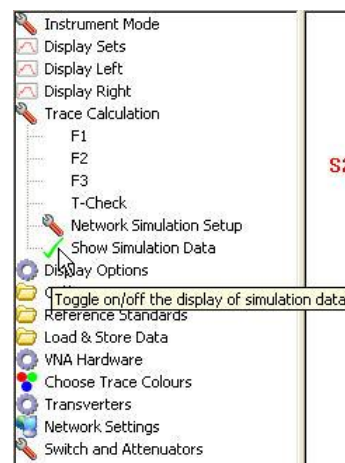 Instrument Mode
Display Sets
Display Left
Display Right
Trace Calculation
F1
F2
F3
T-Check
Network Simulation Setup
Show Simulation Data
Display Options
Toggle on/off the display of simulation data
Reference Standards
Load & Store Data
VNA Hardware
Choose Trace Colours
Transverters
Network Settings
Switch and Attenuators